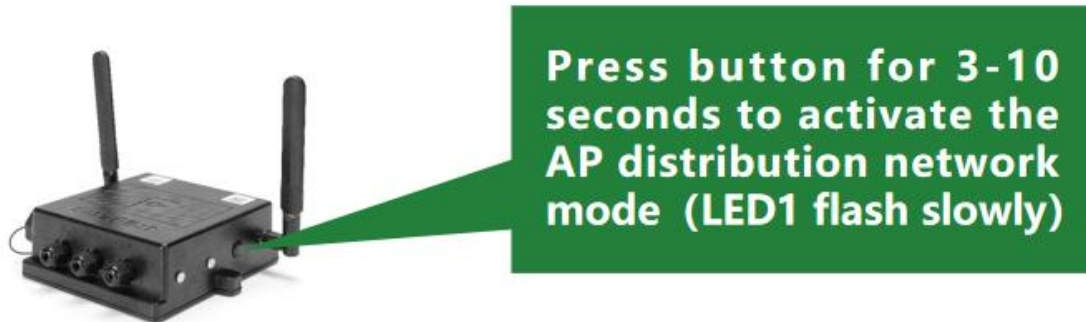 Press button for 3-10
seconds to activate the
AP distribution network
mode (LED1 flash slowly)